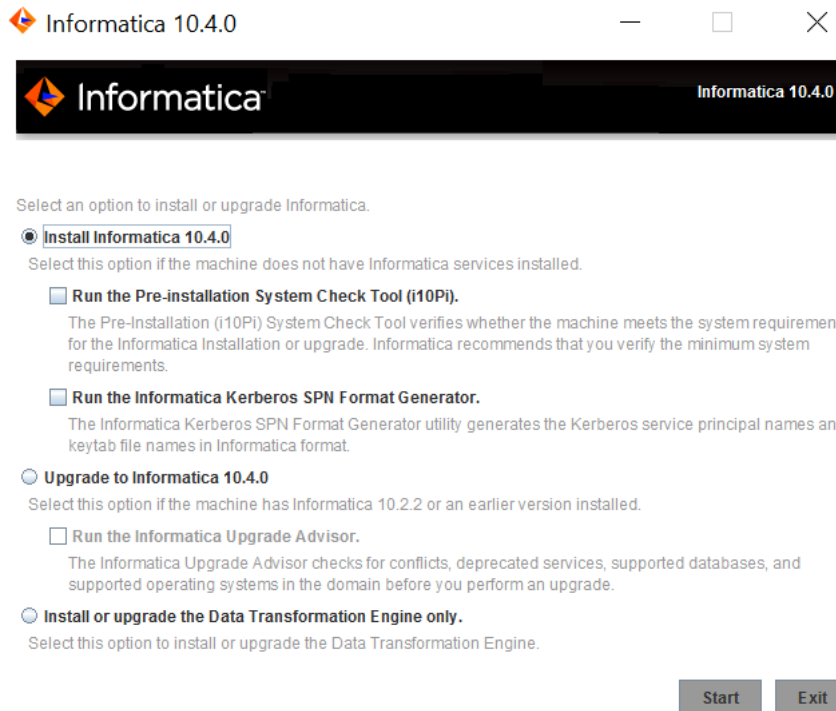 Informatica 10.4.0
Informatica
Informatica 10.4.0
Select an option to install or upgrade Informatica.
Install Informatica 10.4.0
Select this option if the machine does not have Informatica services installed.
Run the Pre-installation System Check Tool (i10Pi).
The Pre-Installation (i10Pi) System Check Tool verifies whether the machine meets the system requiremen
for the Informatica Installation or upgrade. Informatica recommends that you verify the minimum system
requirements.
Run the Informatica Kerberos SPN Format Generator.
The Informatica Kerberos SPN Format Generator utility generates the Kerberos service principal names an
keytab file names in Informatica format.
Upgrade to Informatica 10.4.0
Select this option if the machine has Informatica 10.2.2 or an earlier version installed.
Run the Informatica Upgrade Advisor.
The Informatica Upgrade Advisor checks for conflicts, deprecated services, supported databases, and
supported operating systems in the domain before you perform an upgrade.
Install or upgrade the Data Transformation Engine only.
Select this option to install or upgrade the Data Transformation Engine.
Start Exit